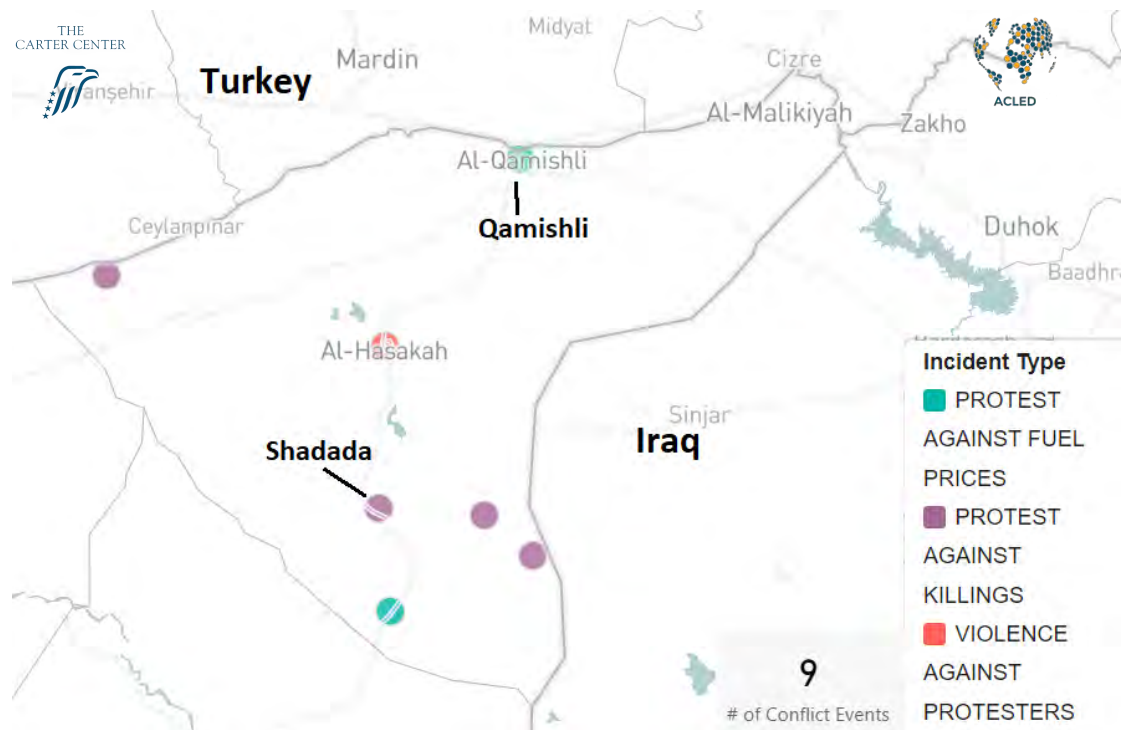 THE
CARTER CENTER
Midyat
Mardin
Turkey
Cizre
ACLED
Al-Malikiyah
Zakho
Al-Qamishli
Qamishli
Ceylanpinar
Duhok
Al-Hasakah
Sinjar
Shadada
Iraq
Incident Type
PROTEST
AGAINST FUEL
PRICES
PROTEST
AGAINST
KILLINGS
VIOLENCE
AGAINST
PROTESTERS
9
# of Conflict Events